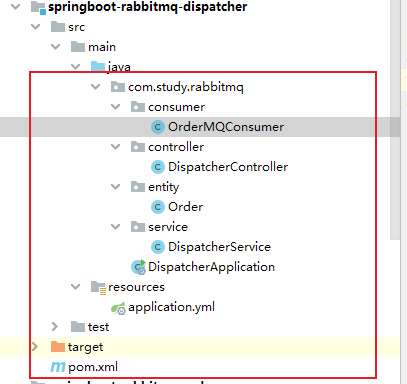 springboot-rabbitmq-dispatcher
src
main
java
com.study.rabbitmq
consumer
OrderMQConsumer
controller
DispatcherController
entity
Order
service
DispatcherService
DispatcherApplication
resources
application.yml
test
target
pom.xml